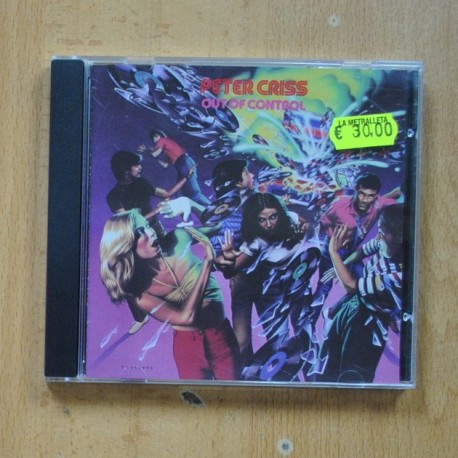 PETER CRISS
OUT OF CONTROL
LA METRALLETA
€ 30.00